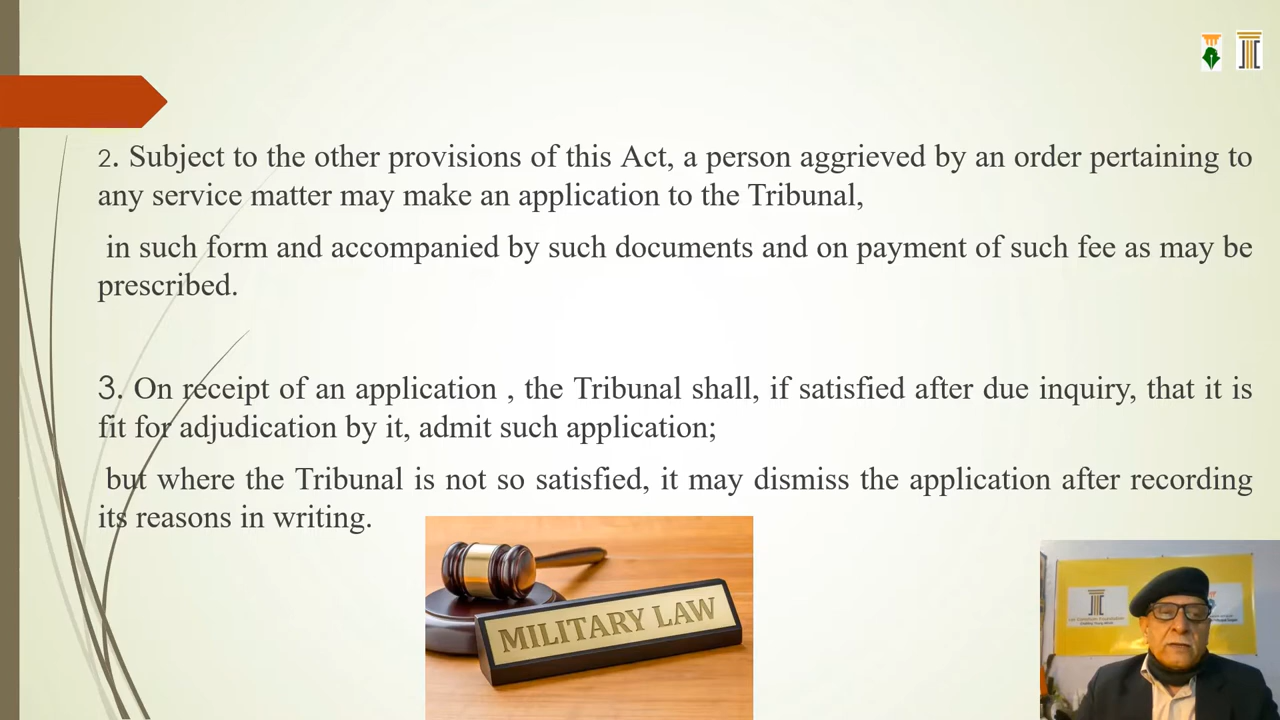 2. Subject to the other provisions of this Act, a person aggrieved by an order pertaining to
any service matter may make an application to the Tribunal,
in such form and accompanied by such documents and on payment of such fee as may be
prescribed.
3. On receipt of an application , the Tribunal shall, if satisfied after due inquiry, that it is
fit for adjudication by it, admit such application;
but where the Tribunal is not so satisfied, it may dismiss the application after recording
its reasons in writing.
MILITARY LAW